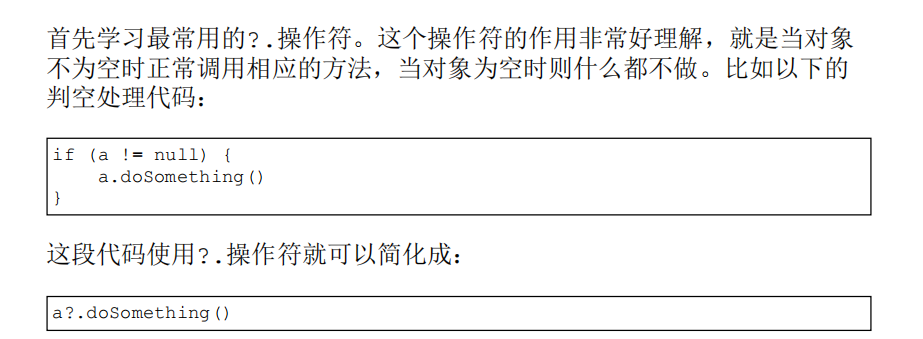 首先学习最常用的?.操作符。这个操作符的作用非常好理解，就是当对象
不为空时正常调用相应的方法，当对象为空时则什么都不做。比如以下的
判空处理代码：
if (a != null) {
    a.doSomething()
}
这段代码使用?.操作符就可以简化成：
a?.doSomething()